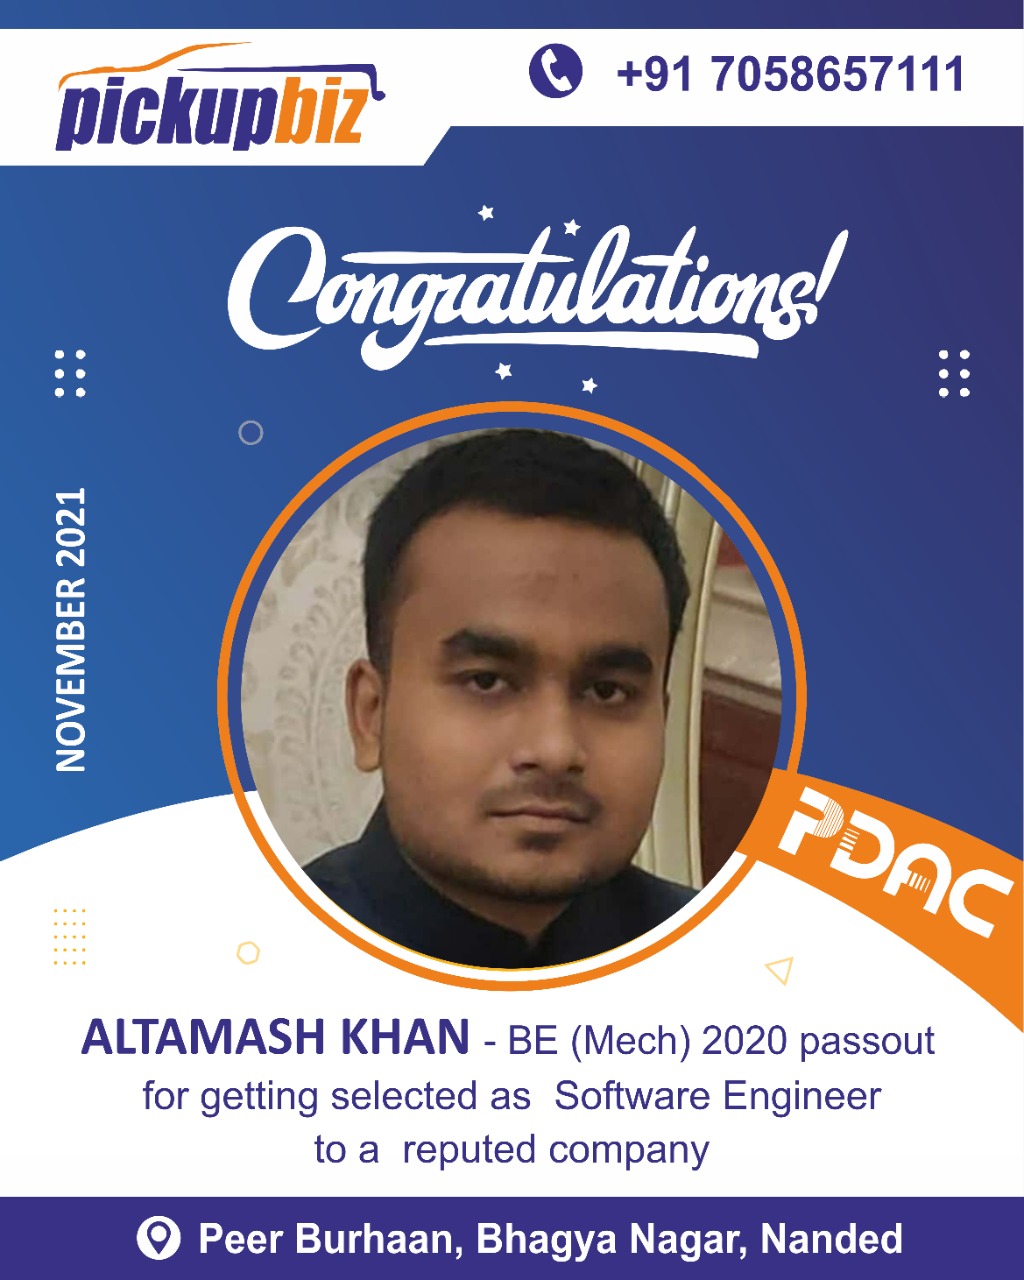 pickupbiz
+91 7058657111
Congratulations!
NOVEMBER 2021
PDAC
ALTAMASH KHAN - BE (Mech) 2020 passout
for getting selected as Software Engineer
to a reputed company
Peer Burhaan, Bhagya Nagar, Nanded